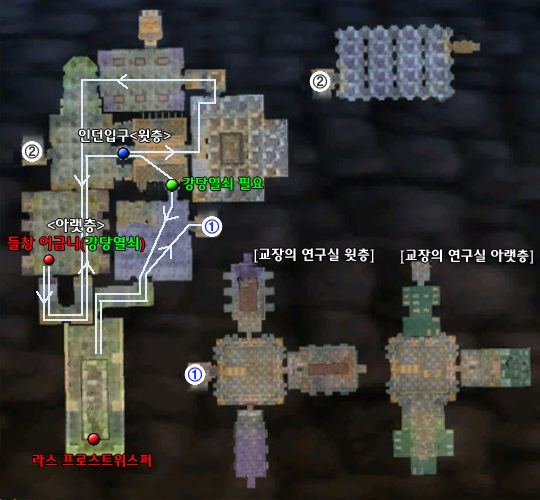 ②
인던입구<윗층>
②
강당열쇠 필요
<아랫층>
들창 어금니(강당열쇠)
①
[교장의 연구실 윗층]
[교장의 연구실 아랫층]
①
라스 프로스트위스퍼